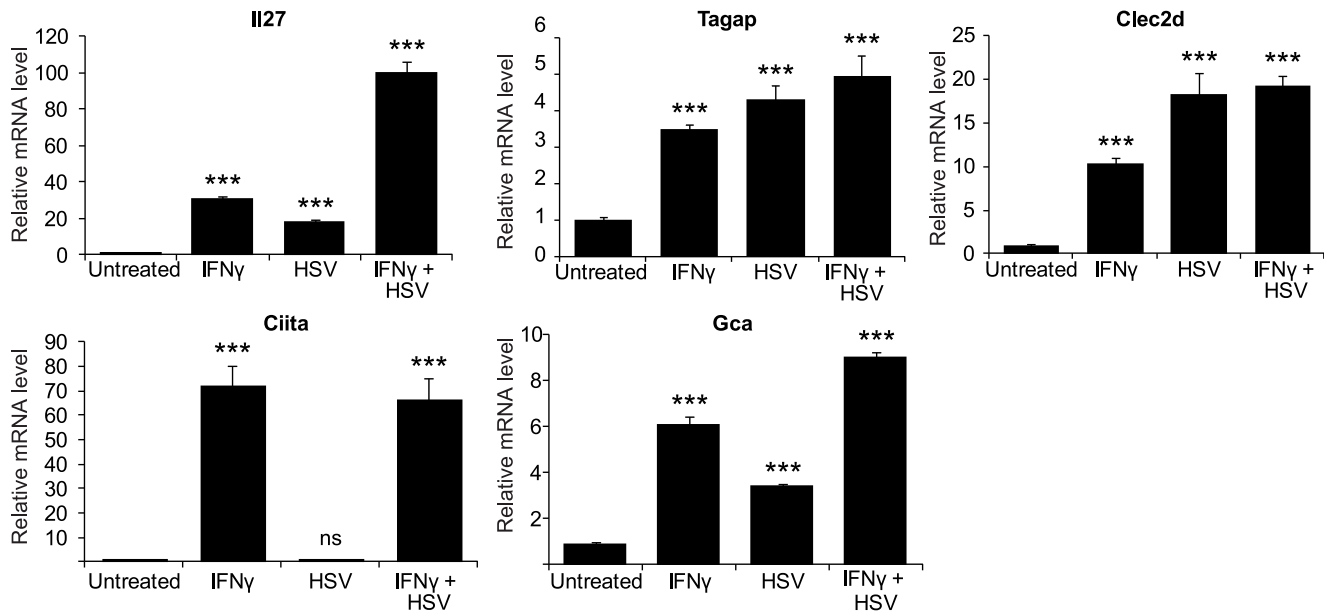 Il27
Relative mRNA level
120
100
80
60
40
20
0
***
***
***
Untreated
IFNγ
HSV
IFNγ +
HSV
Tagap
Relative mRNA level
6
5
4
3
2
1
0
***
***
***
Untreated
IFNγ
HSV
IFNγ +
HSV
Clec2d
Relative mRNA level
25
20
15
10
5
0
***
***
***
Untreated
IFNγ
HSV
IFNγ +
HSV
Ciita
Relative mRNA level
90
80
70
60
50
40
30
20
10
***
ns
***
Untreated
IFNγ
HSV
IFNγ +
HSV
Gca
Relative mRNA level
10
8
6
4
2
***
***
***
Untreated
IFNγ
HSV
IFNγ +
HSV